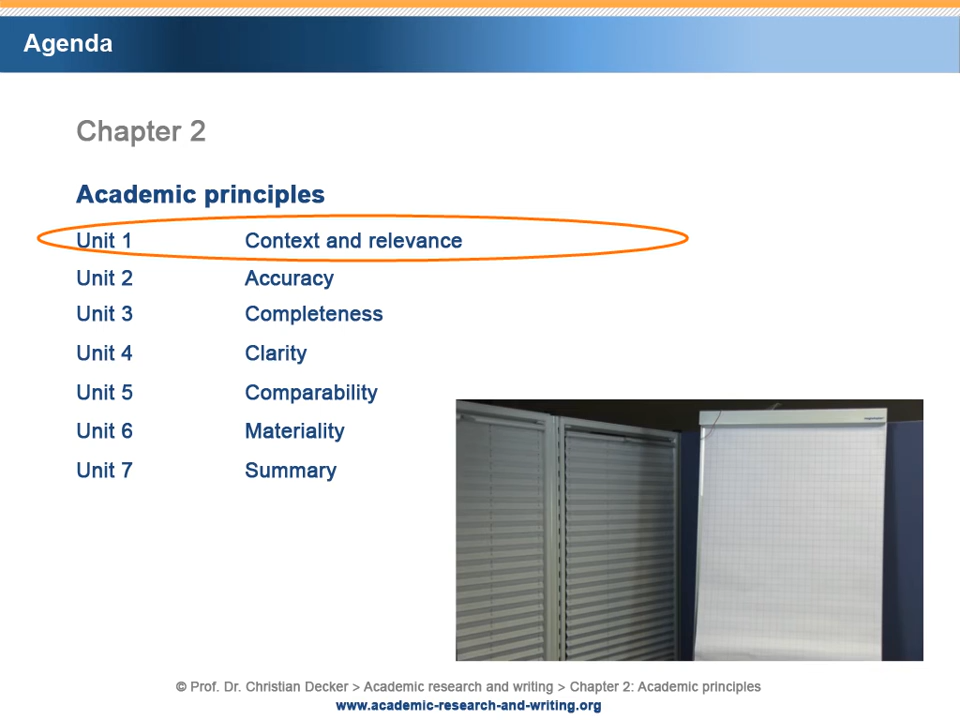 Agenda
Chapter 2
Academic principles
Unit 1 Context and relevance
Unit 2 Accuracy
Unit 3 Completeness
Unit 4 Clarity
Unit 5 Comparability
Unit 6 Materiality
Unit 7 Summary
© Prof. Dr. Christian Decker > Academic research and writing > Chapter 2: Academic principles
www.academic-research-and-writing.org